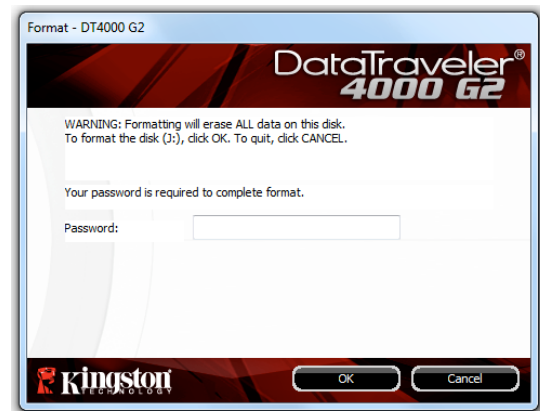 Format - DT4000 G2
DataTraveler®
4000 G2
WARNING: Formatting will erase ALL data on this disk.
To format the disk (J:), click OK. To quit, click CANCEL.
Your password is required to complete format.
Password:
Kingston
TECHNOLOGY
OK
Cancel